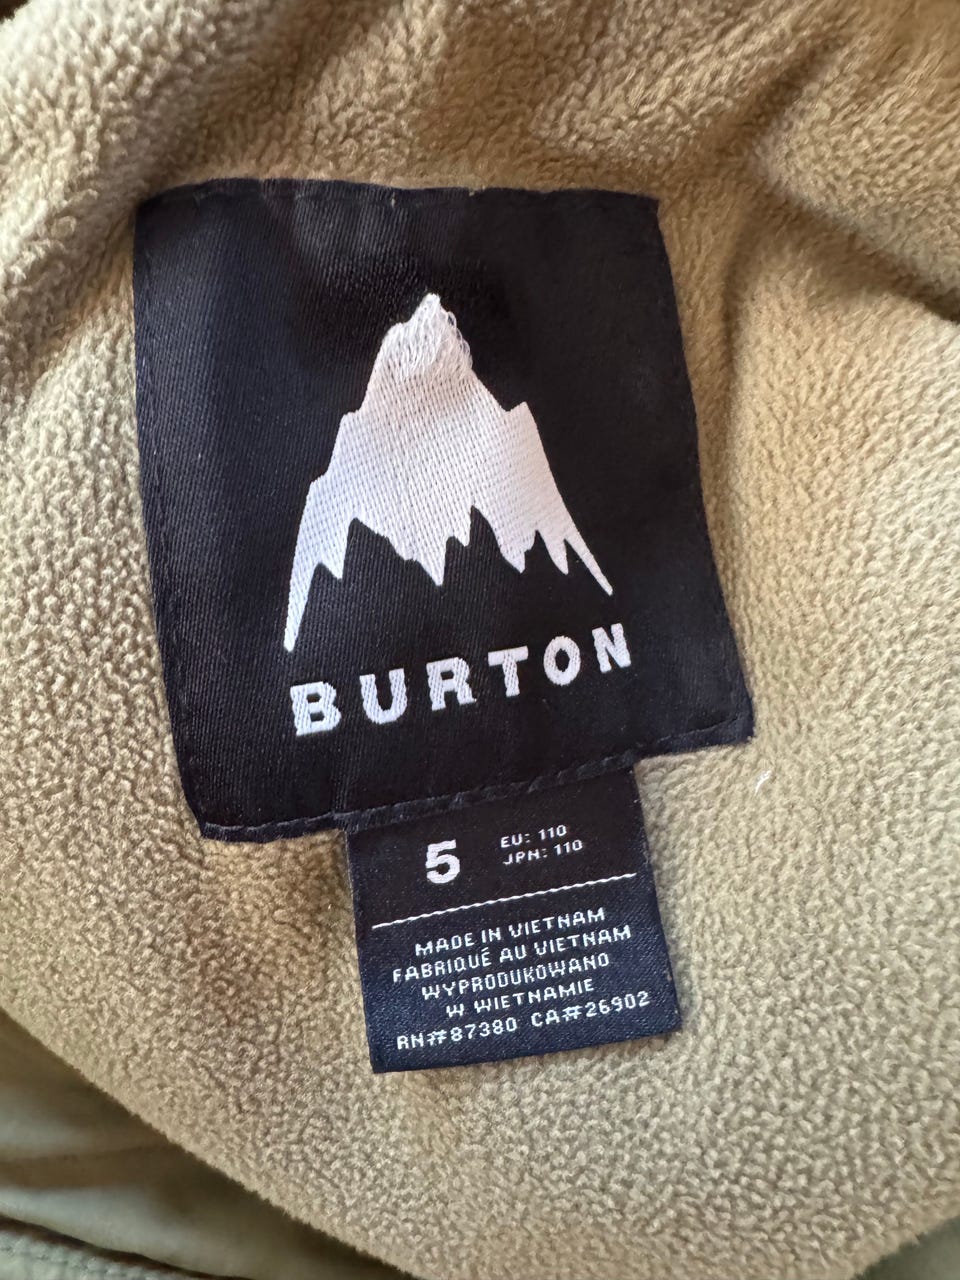 BURTON
5
EU: 110
JPN: 110
MADE IN VIETNAM
FABRIQUÉ AU VIETNAM
WYPRODUKOWANO
W WIETNAMIE
RN#87380 CA#26902